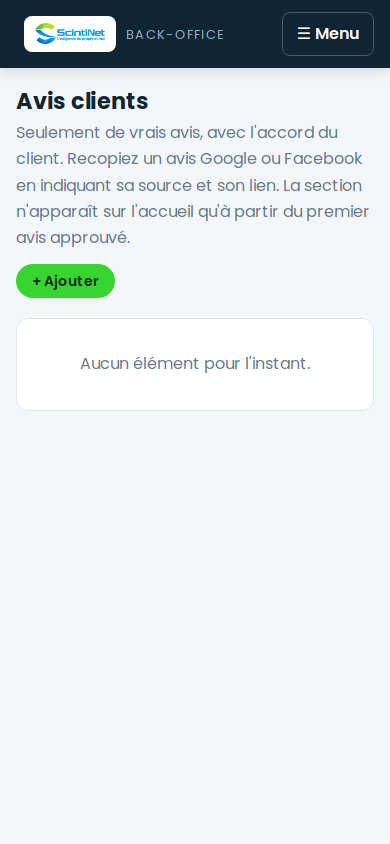 ScintiNet
BACK-OFFICE
☰ Menu
Avis clients
Seulement de vrais avis, avec l'accord du
client. Recopiez un avis Google ou Facebook
en indiquant sa source et son lien. La section
n'apparaît sur l'accueil qu'à partir du premier
avis approuvé.
+ Ajouter
Aucun élément pour l'instant.